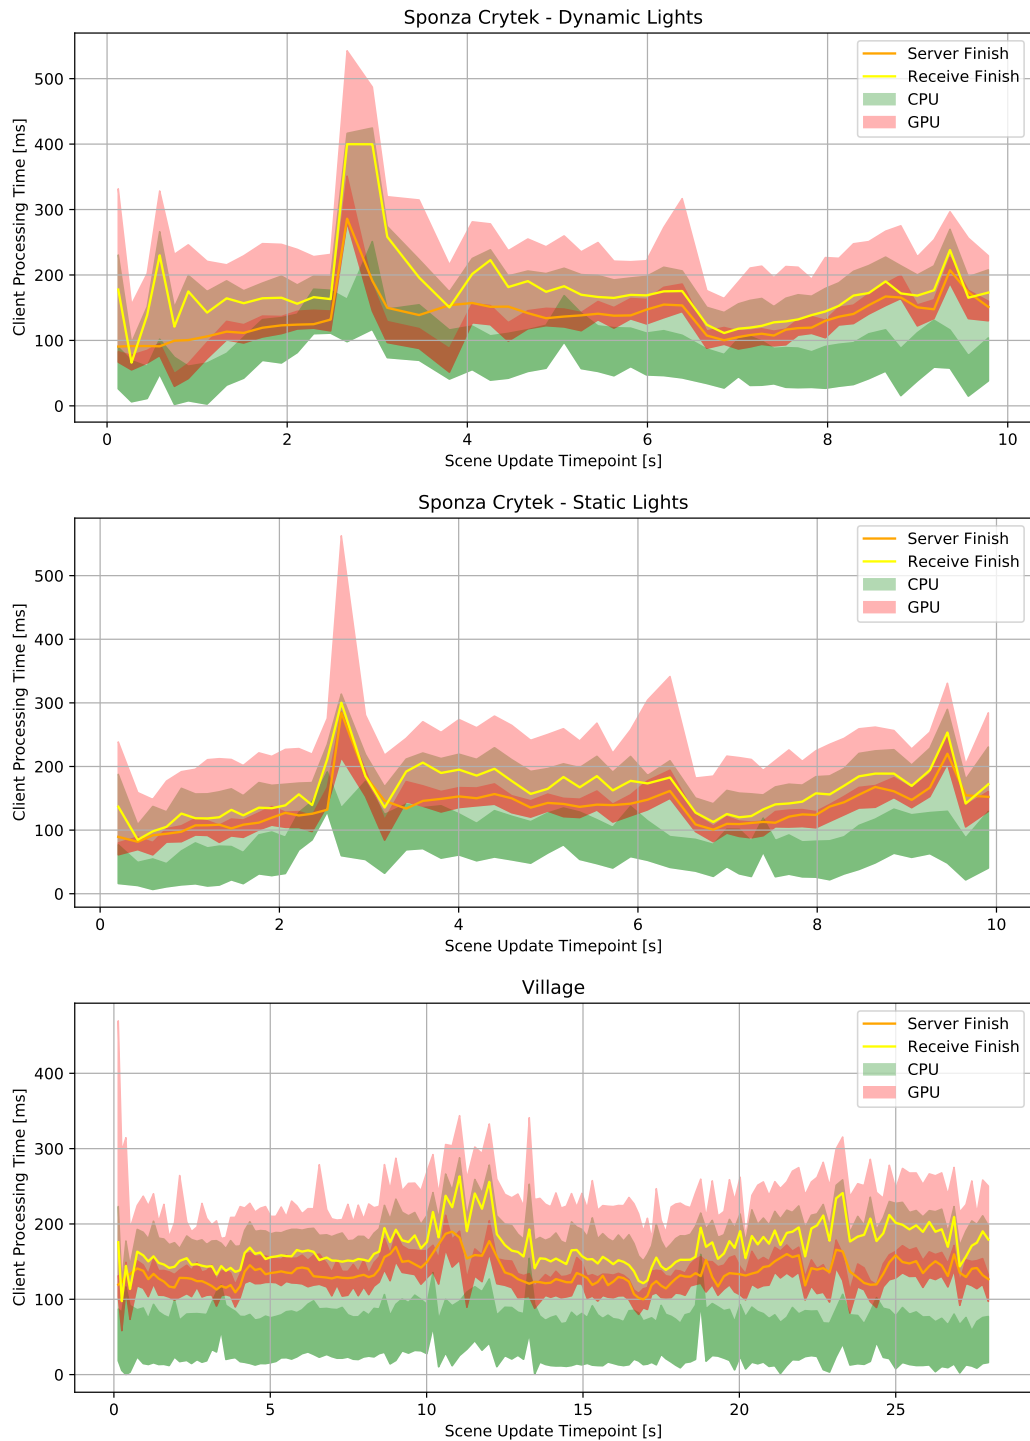 Sponza Crytek - Dynamic Lights
Client Processing Time [ms]
500
400
300
200
100
0
Server Finish
Receive Finish
CPU
GPU
0 2 4 6 8 10
Scene Update Timepoint [s]
Sponza Crytek - Static Lights
Client Processing Time [ms]
500
400
300
200
100
0
Server Finish
Receive Finish
CPU
GPU
0 2 4 6 8 10
Scene Update Timepoint [s]
Village
Client Processing Time [ms]
400
300
200
100
0
Server Finish
Receive Finish
CPU
GPU
0 5 10 15 20 25
Scene Update Timepoint [s]